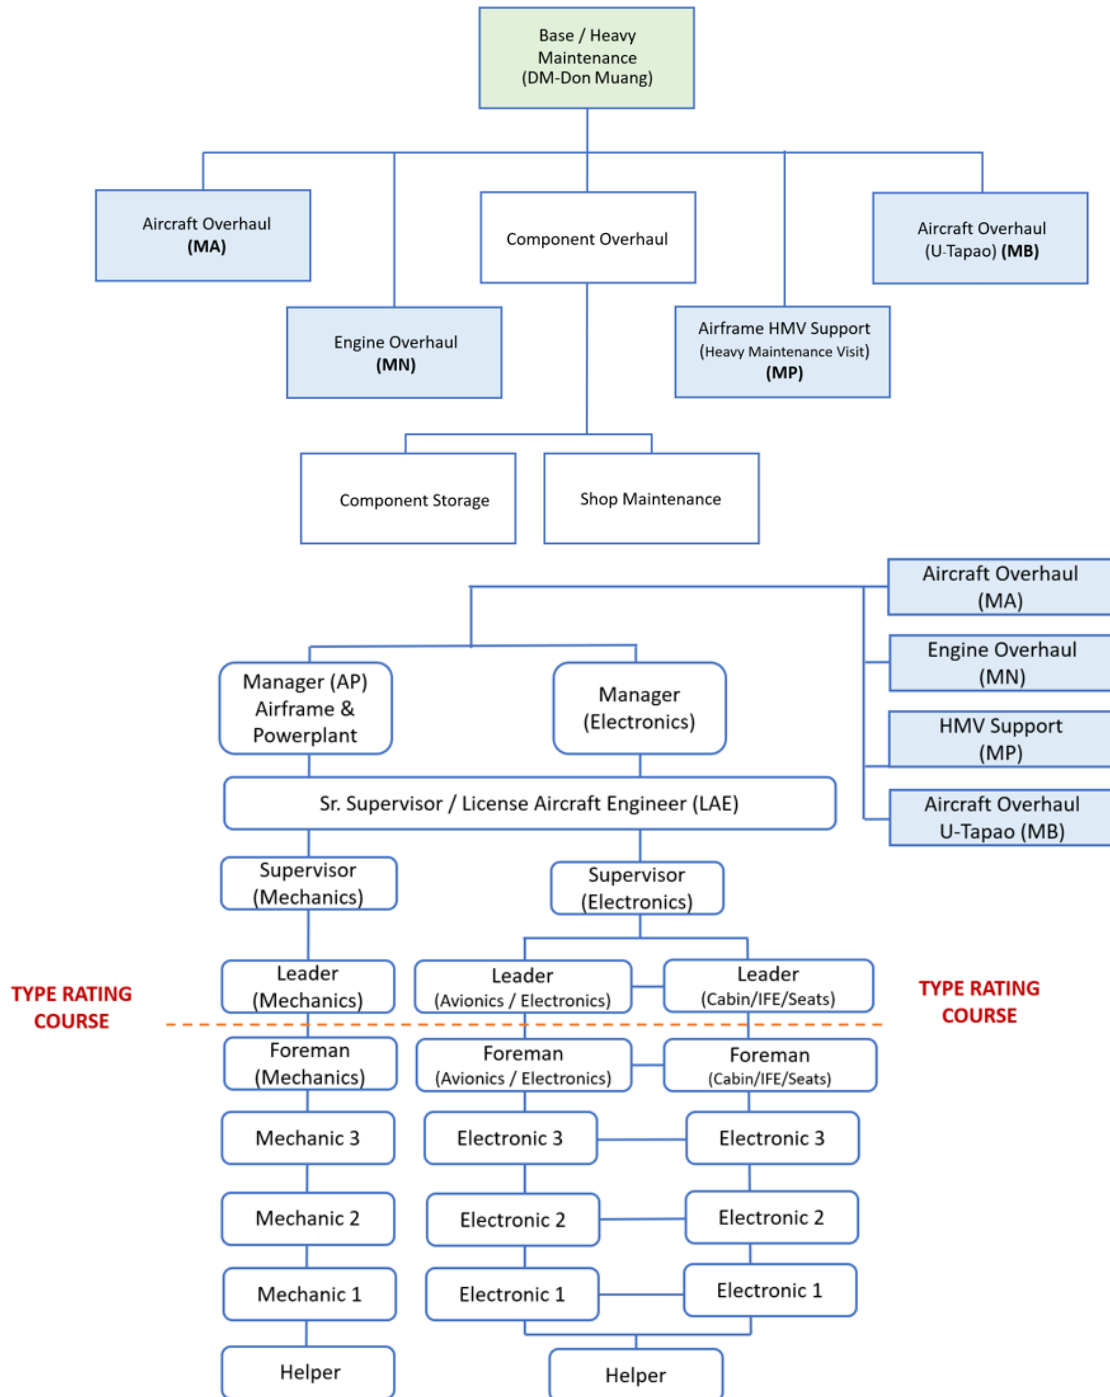 Base / Heavy
Maintenance
(DM-Don Muang)
Aircraft Overhaul
(MA)
Component Overhaul
Aircraft Overhaul
(U-Tapao) (MB)
Engine Overhaul
(MN)
Airframe HMV Support
(Heavy Maintenance Visit)
(MP)
Component Storage
Shop Maintenance
Aircraft Overhaul
(MA)
Engine Overhaul
(MN)
HMV Support
(MP)
Aircraft Overhaul
U-Tapao (MB)
Manager (AP)
Airframe &
Powerplant
Manager
(Electronics)
Sr. Supervisor / License Aircraft Engineer (LAE)
Supervisor
(Mechanics)
Supervisor
(Electronics)
TYPE RATING
COURSE
Leader
(Mechanics)
Leader
(Avionics / Electronics)
Leader
(Cabin/IFE/Seats)
TYPE RATING
COURSE
Foreman
(Mechanics)
Foreman
(Avionics / Electronics)
Foreman
(Cabin/IFE/Seats)
Mechanic 3
Electronic 3
Electronic 3
Mechanic 2
Electronic 2
Electronic 2
Mechanic 1
Electronic 1
Electronic 1
Helper
Helper